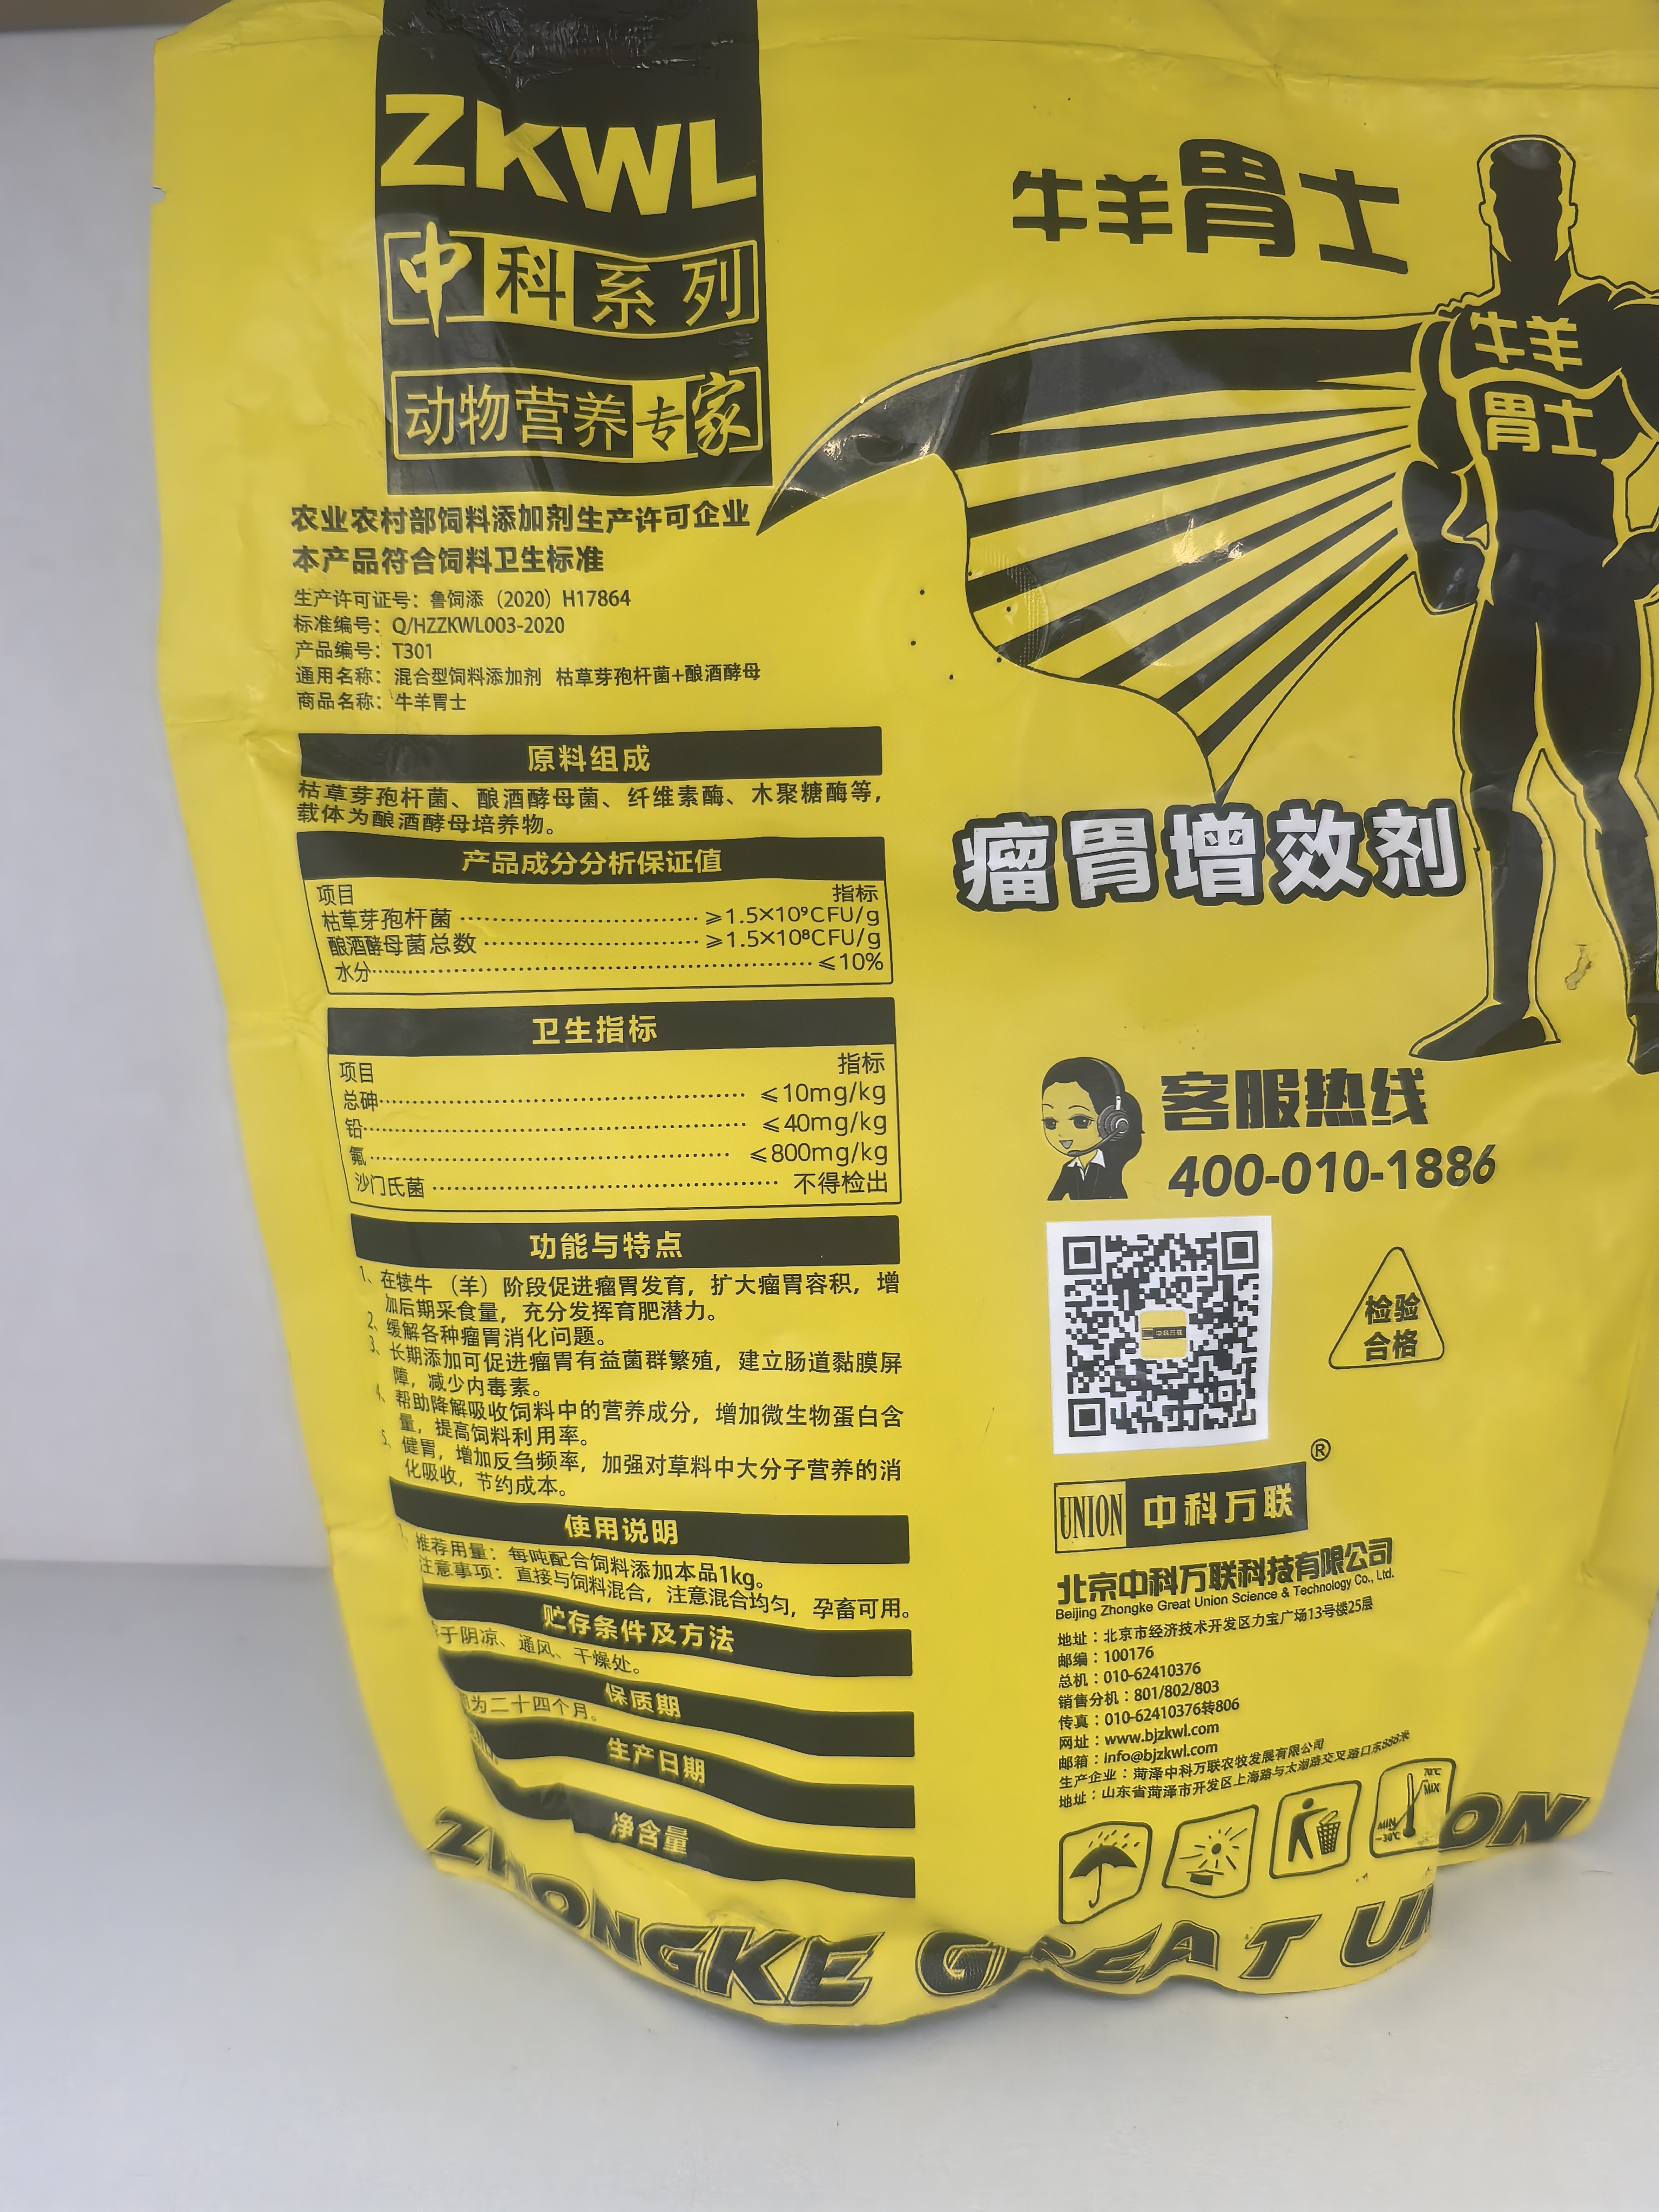 ZKWL
中科系列
动物营养专家
农业农村部饲料添加剂生产许可企业
本产品符合饲料卫生标准
生产许可证号：鲁饲添（2020）H17864
标准编号：Q/HZZKWL003-2020
产品编号：T301
通用名称：混合型饲料添加剂 枯草芽孢杆菌+酿酒酵母
商品名称：牛羊胃士
原料组成
枯草芽孢杆菌、酿酒酵母菌、纤维素酶、木聚糖酶等，
载体为酿酒酵母培养物。
产品成分分析保证值
项目 指标
枯草芽孢杆菌 ⩾1.5×10⁹CFU/g
酿酒酵母菌总数 ⩾1.5×10⁸CFU/g
水分 ⩽10%
卫生指标
项目 指标
总砷 ⩽10mg/kg
铅 ⩽40mg/kg
氟 ⩽800mg/kg
沙门氏菌 不得检出
功能与特点
1、在犊牛（羊）阶段促进瘤胃发育，扩大瘤胃容积，增
加后期采食量，充分发挥育肥潜力。
2、缓解各种瘤胃消化问题。
3、长期添加可促进瘤胃有益菌群繁殖，建立肠道黏膜屏
障，减少内毒素。
4、帮助降解吸收饲料中的营养成分，增加微生物蛋白含
量，提高饲料利用率。
5、健胃，增加反刍频率，加强对草料中大分子营养的消
化吸收，节约成本。
使用说明
1、推荐用量：每吨配合饲料添加本品1kg。
注意事项：直接与饲料混合，注意混合均匀，孕畜可用。
贮存条件及方法
于阴凉、通风、干燥处。
保质期
为二十四个月。
生产日期
净含量
牛羊胃士
牛羊
胃士
瘤胃增效剂
客服热线
400-010-1886
中科万联
检验
合格
®
UNION 中科万联
北京中科万联科技有限公司
Beijing Zhongke Great Union Science & Technology Co., Ltd.
地址：北京市经济技术开发区力宝广场13号楼25层
邮编：100176
总机：010-62410376
销售分机：801/802/803
传真：010-62410376转806
网址：www.bjzkwl.com
邮箱：info@bjzkwl.com
生产企业：菏泽中科万联农牧发展有限公司
地址：山东省菏泽市开发区上海路与太湖路交叉路口东888米
70℃
MIX
MIN
-30℃
ZHONGKE GREAT UNION